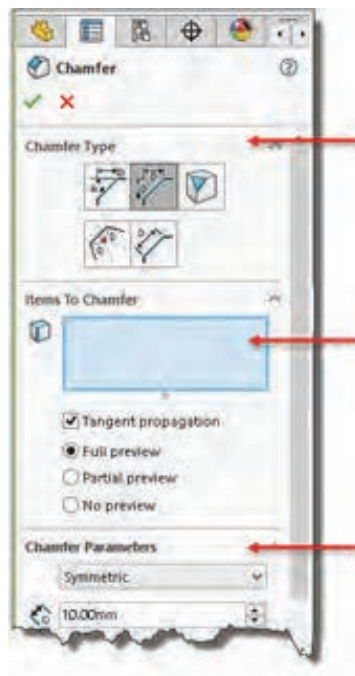 Chamfer
Chamfer Type
Items To Chamfer
Tangent propagation
Full preview
Partial preview
No preview
Chamfer Parameters
Symmetric
10.00mm